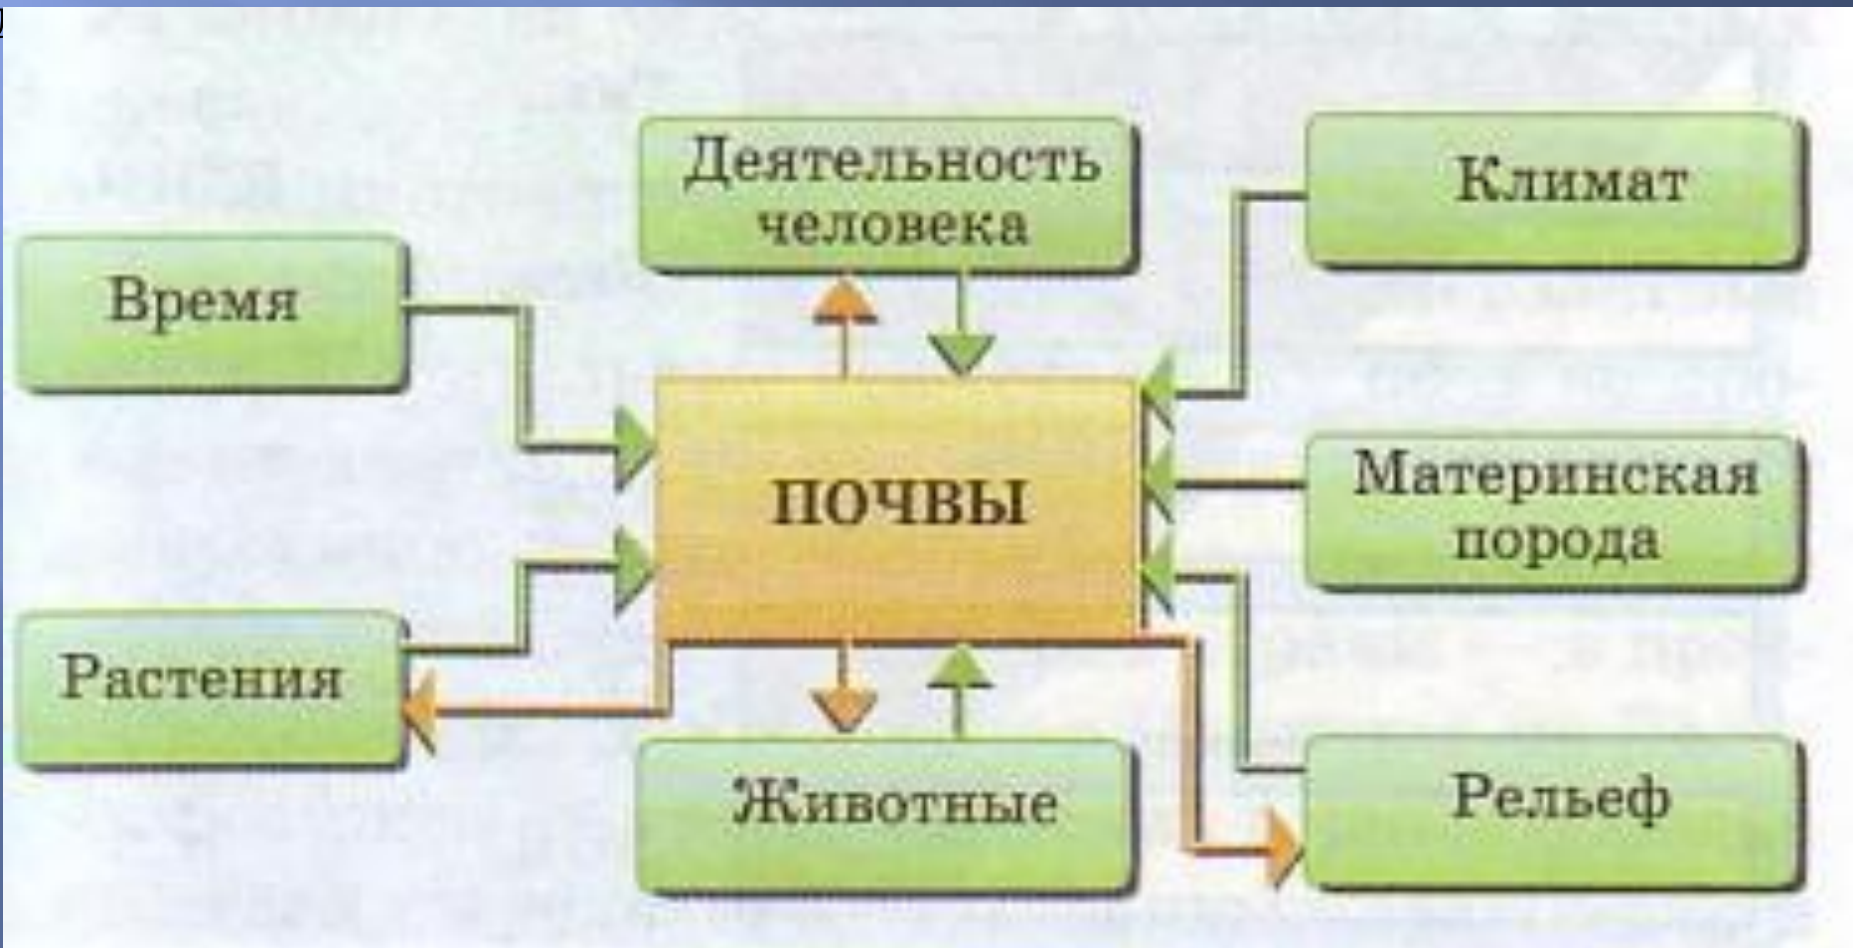 Деятельность
человека
Климат
Время
ПОЧВЫ
Материнская
порода
Растения
Животные
Рельеф